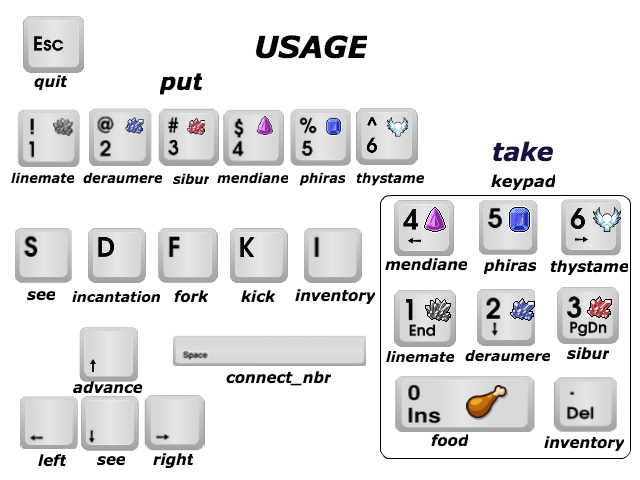 USAGE
Esc
quit
put
! 1
@ 2
# 3
$ 4
% 5
^ 6
linemate deraumere sibur mendiane phiras thystame
take
keypad
4 ← 5 6 →
mendiane phiras thystame
S D F K I
see incantation fork kick inventory
1 End 2 ↓ 3 PgDn
linemate deraumere sibur
↑
advance
Space
connect_nbr
0 Ins
. Del
food inventory
← ↓ →
left see right